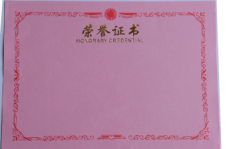 荣誉证书
HONORARY CREDENTIAL